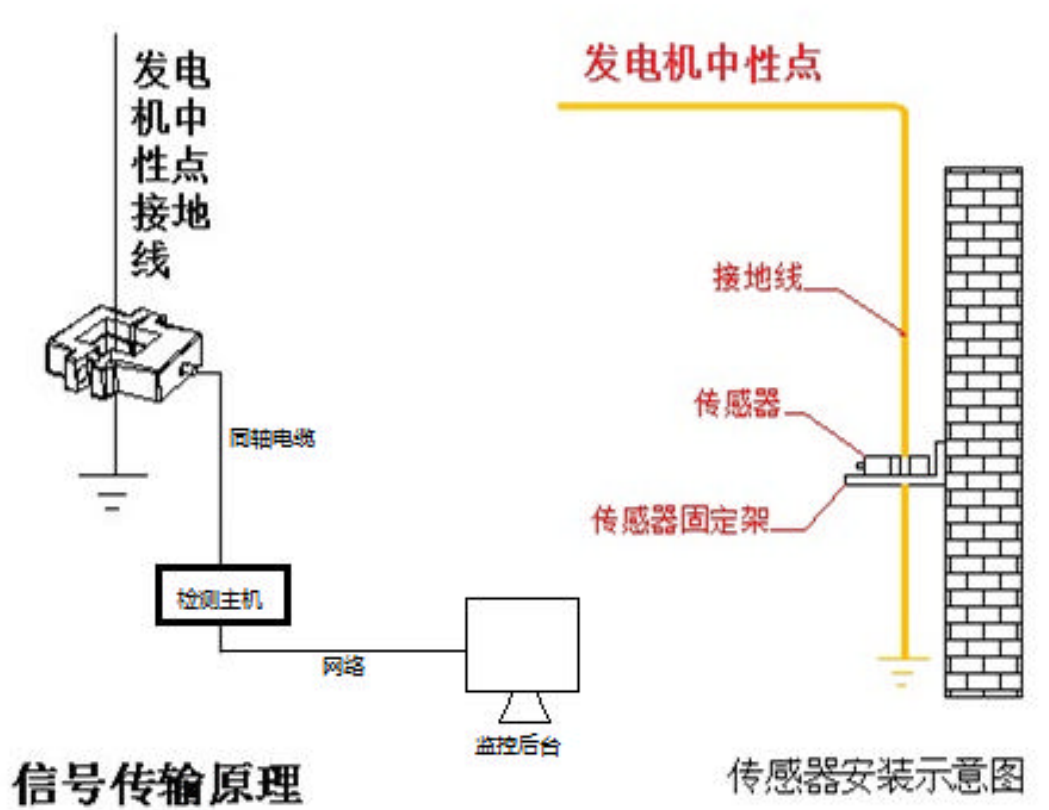 发电
机中
性点
接地
线
同轴电缆
检测主机
网络
监控后台
信号传输原理
发电机中性点
接地线
传感器
传感器固定架
传感器安装示意图